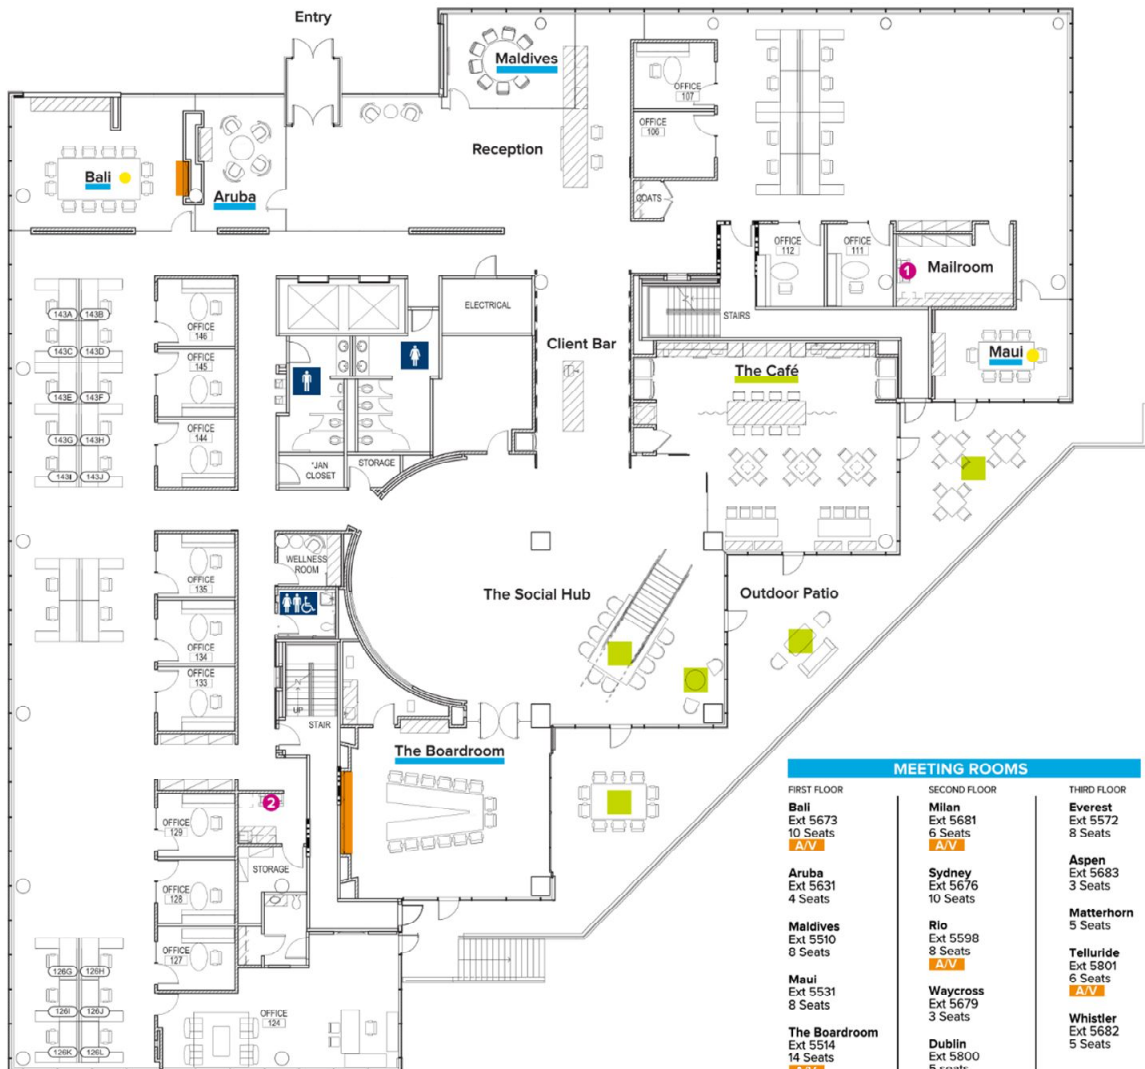 Entry
Maldives
OFFICE
107
OFFICE
106
Reception
COATS
Bali
Aruba
OFFICE
112
OFFICE
111
1
Mailroom
STAIRS
ELECTRICAL
Client Bar
The Café
Maui
143A
143B
143C
143D
143E
143F
143G
143H
143I
143J
OFFICE
146
OFFICE
145
OFFICE
144
*JAN
CLOSET
STORAGE
WELLNESS
ROOM
OFFICE
135
OFFICE
134
OFFICE
133
The Social Hub
Outdoor Patio
UP
STAIR
The Boardroom
2
OFFICE
129
STORAGE
OFFICE
128
OFFICE
127
126G
126H
126I
126J
126K
126L
OFFICE
124
MEETING ROOMS
FIRST FLOOR
Bali
Ext 5673
10 Seats
A/V
Aruba
Ext 5631
4 Seats
Maldives
Ext 5510
8 Seats
Maui
Ext 5531
8 Seats
The Boardroom
Ext 5514
14 Seats
A/V
SECOND FLOOR
Milan
Ext 5681
6 Seats
A/V
Sydney
Ext 5676
10 Seats
Rio
Ext 5598
8 Seats
A/V
Waycross
Ext 5679
3 Seats
Dublin
Ext 5800
5 seats
THIRD FLOOR
Everest
Ext 5572
8 Seats
Aspen
Ext 5683
3 Seats
Matterhorn
5 Seats
Telluride
Ext 5801
6 Seats
A/V
Whistler
Ext 5682
5 Seats